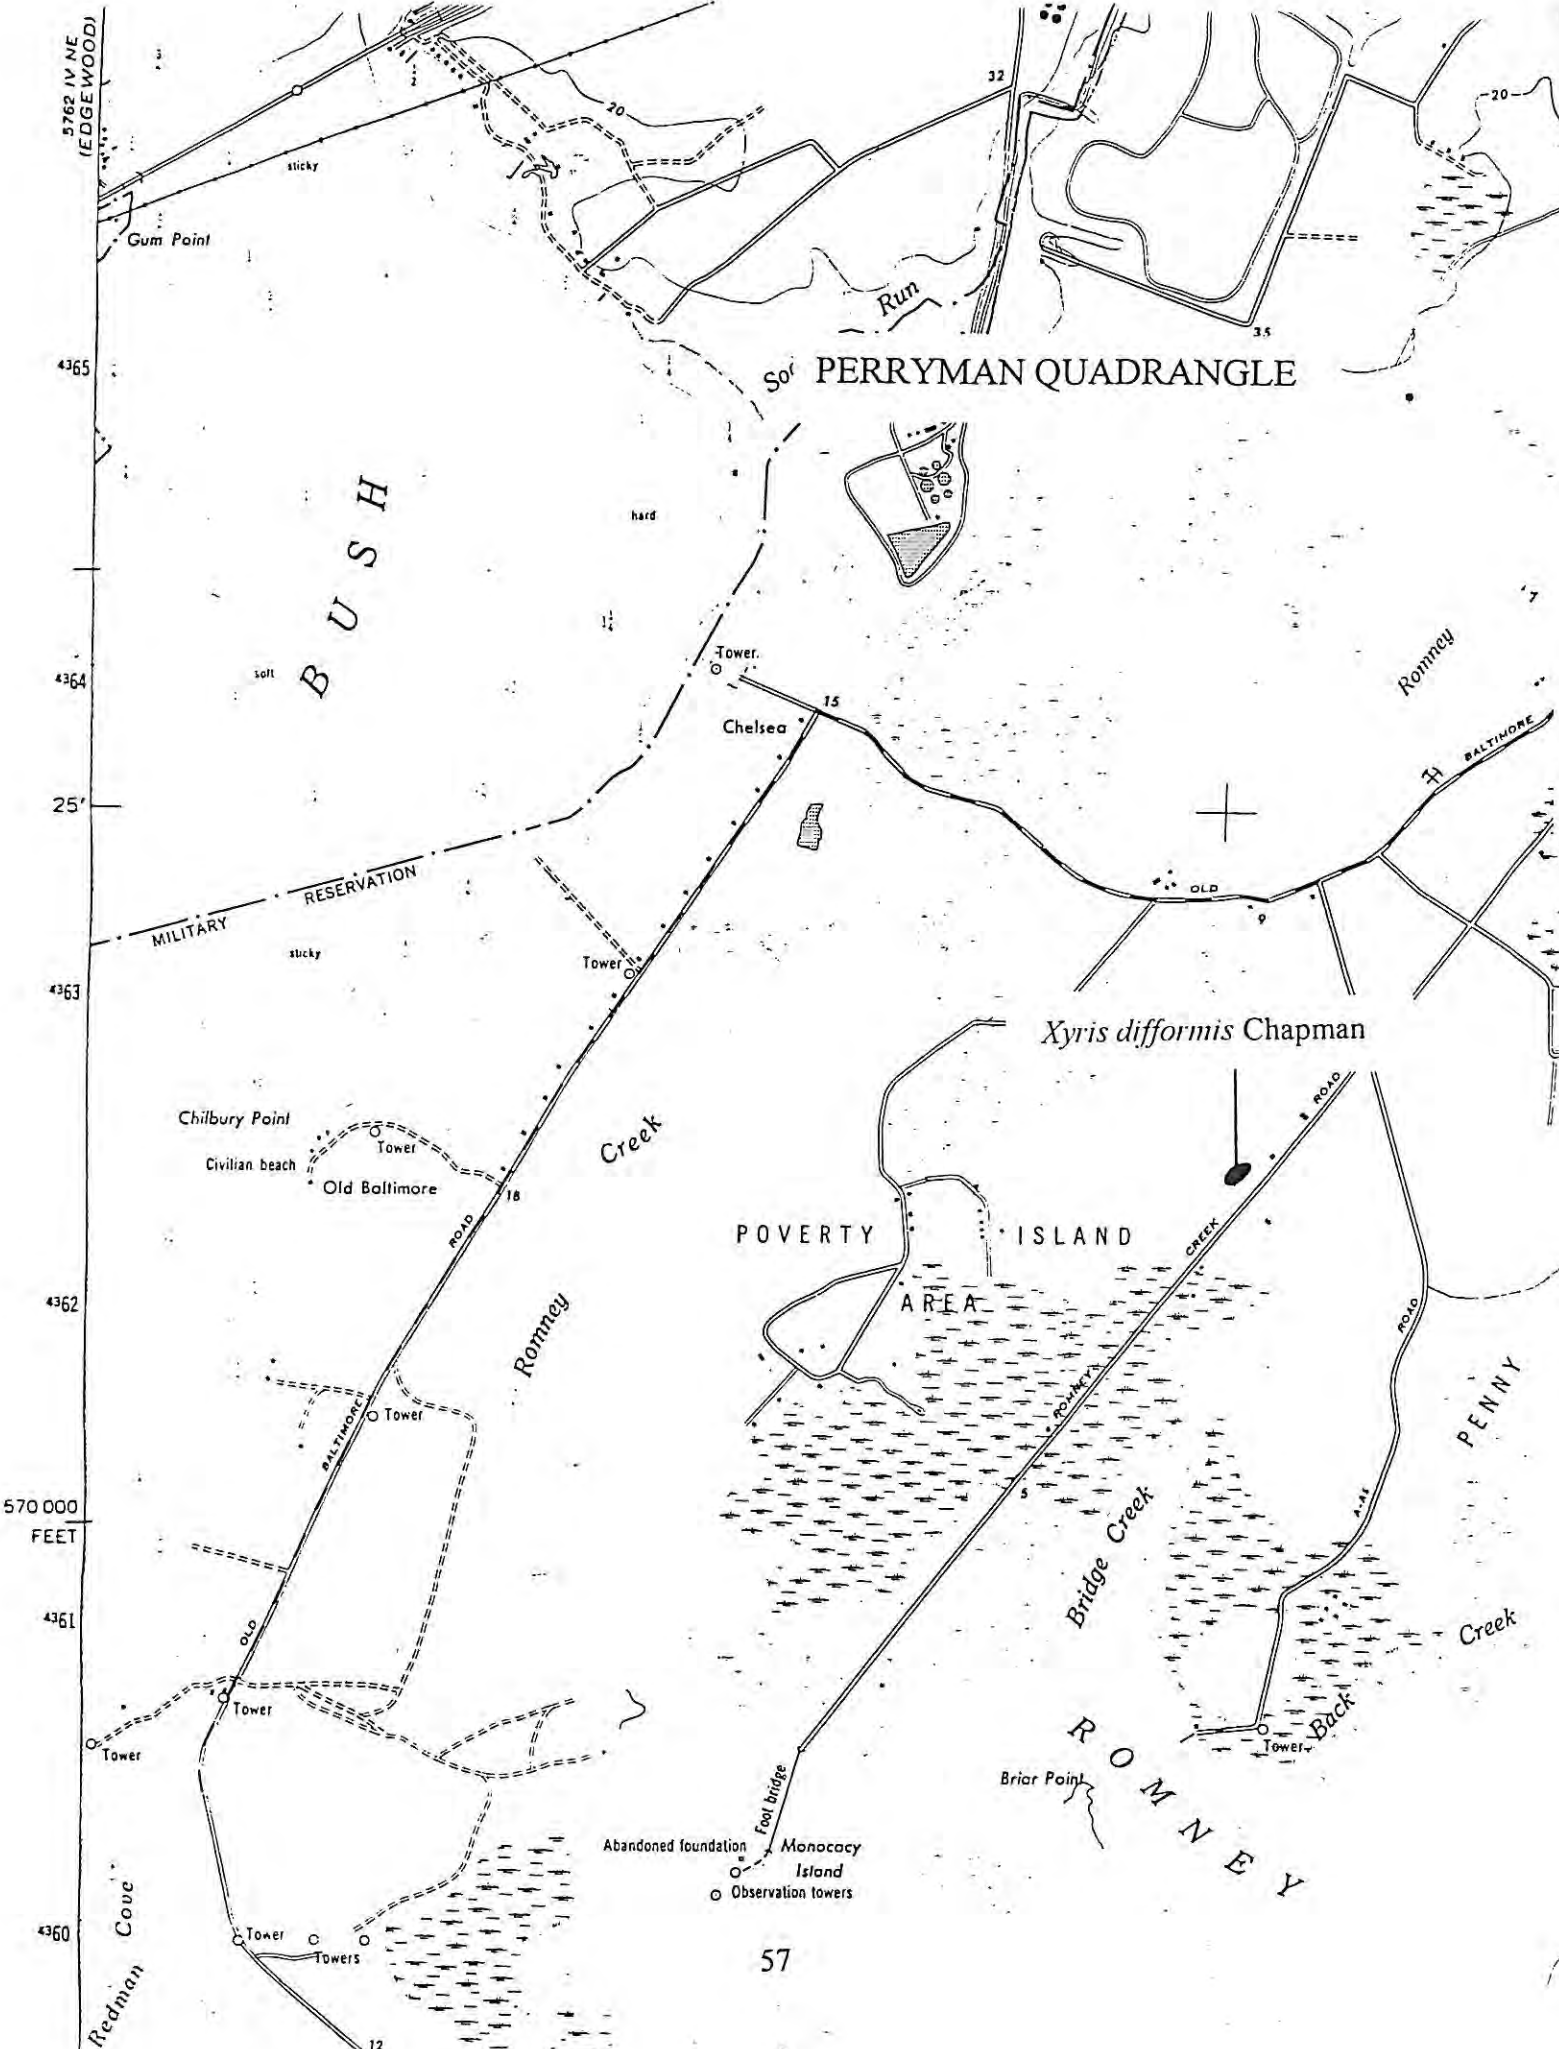 5762 IV NE
(EDGEWOOD)
2
20
32
20
sticky
Gum Point
Run
35
4365
Sor PERRYMAN QUADRANGLE
BUSH
hard
soft
4364
Tower.
15
Chelsea
Romney
7
BALTIMORE
25'
MILITARY RESERVATION
OLD
9
sticky
Tower
4363
Xyris difformis Chapman
ROAD
Chilbury Point
Tower
Civilian beach
Old Baltimore
18
Creek
POVERTY ISLAND
AREA
CREEK
ROAD
ROMNEY
4362
Romney
ROAD
PENNY
BALTIMORE
Tower
5
570 000
FEET
Bridge Creek
A-A5
4361
OLD
Creek
Tower
Tower
Back
Tower
ROMNEY
Briar Point
Foot bridge
Abandoned foundation
Monocacy
Island
Observation towers
4360
Redman Cove
Tower
Towers
57
12